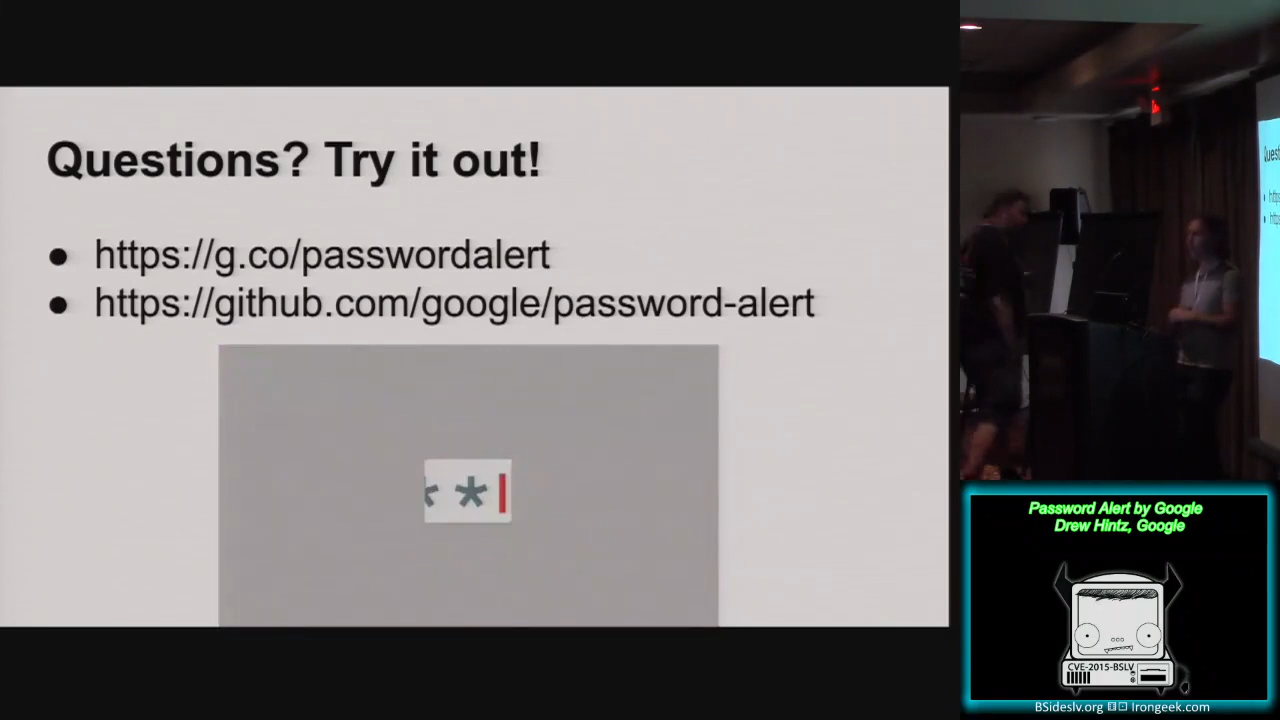 Questions? Try it out!
● https://g.co/passwordalert
● https://github.com/google/password-alert
* *|
Password Alert by Google
Drew Hintz, Google
CVE-2015-BSLV
BSideslv.org Irongeek.com